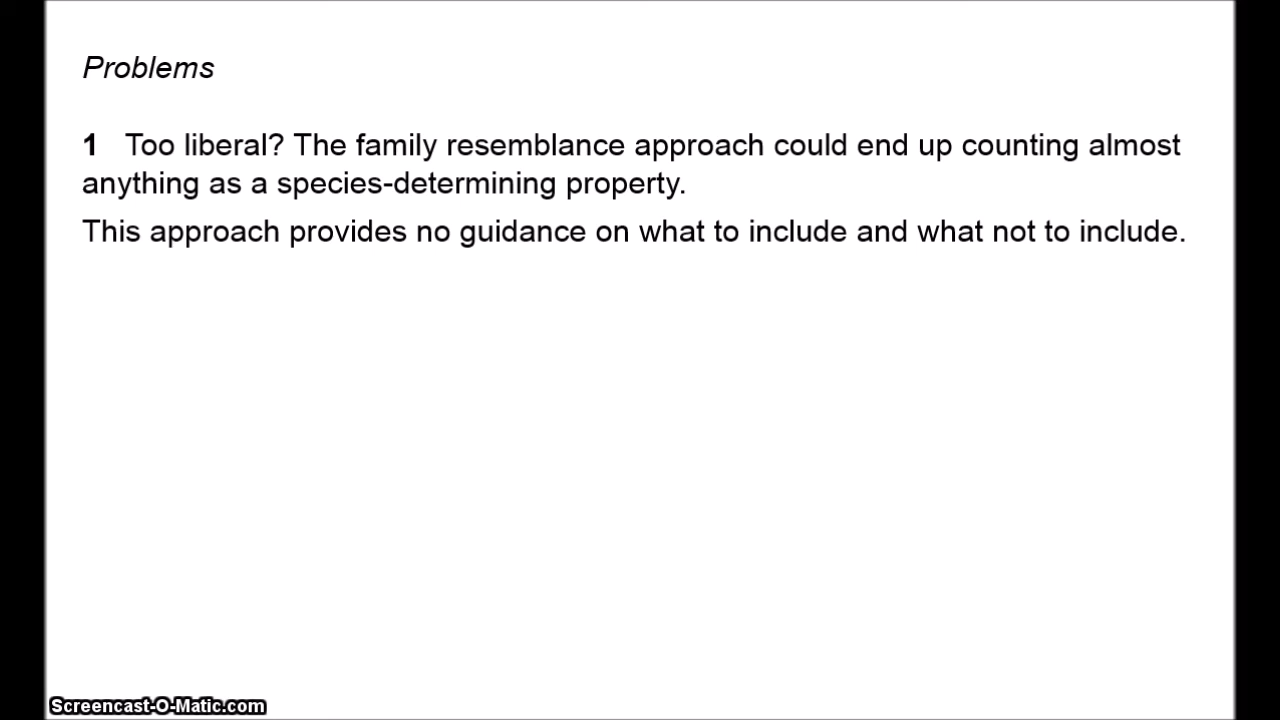 Problems
1 Too liberal? The family resemblance approach could end up counting almost
anything as a species-determining property.
This approach provides no guidance on what to include and what not to include.
Screencast-O-Matic.com